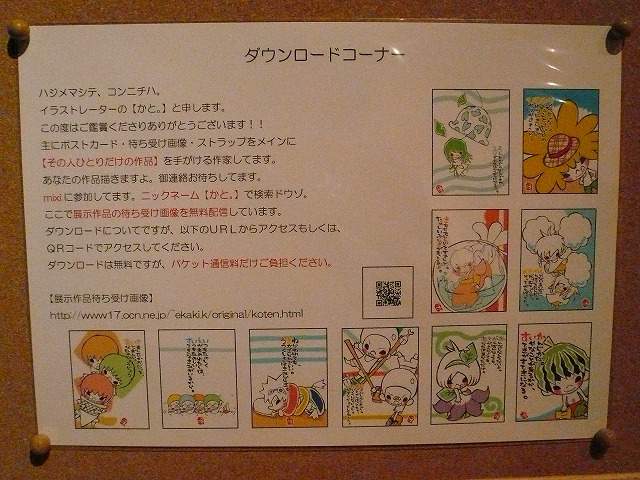 ダウンロードコーナー
ハジメマシテ、コンニチハ。
イラストレーターの【かと。】と申します。
この度はご鑑賞くださりありがとうございます！！
主にポストカード・待ち受け画像・ストラップをメインに
【その人ひとりだけの作品】を手がける作家してます。
あなたの作品描きますよ。御連絡お待ちしてます。
mixiに参加してます。ニックネーム【かと。】で検索ドウゾ。
ここで展示作品の待ち受け画像を無料配信しています。
ダウンロードについてですが、以下のURLからアクセスもしくは、
QRコードでアクセスしてください。
ダウンロードは無料ですが、パケット通信料だけご負担ください。
【展示作品待ち受け画像】
http://www17.ocn.ne.jp/~ekaki.k/original/koten.html